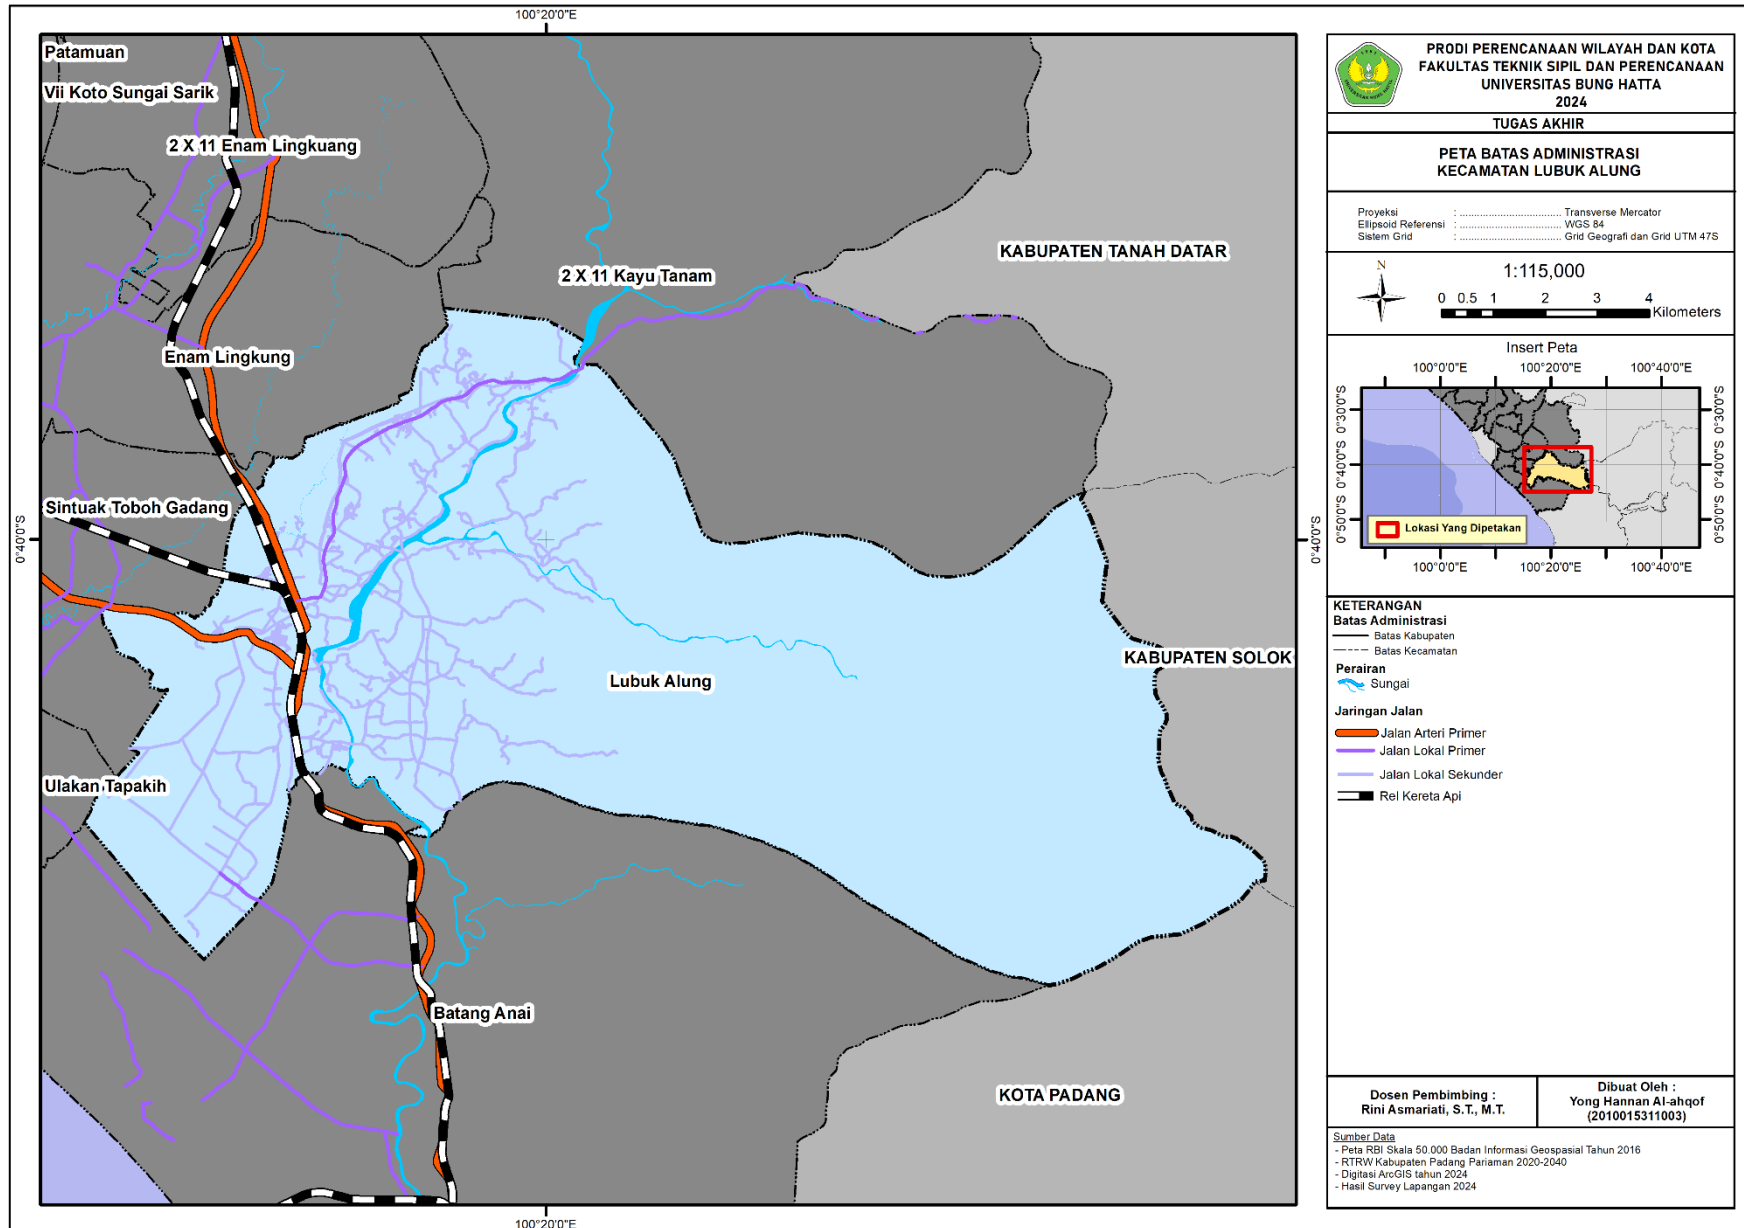 100°20'0"E
Patamuan
Vii Koto Sungai Sarik
2 X 11 Enam Lingkuang
KABUPATEN TANAH DATAR
2 X 11 Kayu Tanam
Enam Lingkung
Sintuak Toboh Gadang
0°40'0"S
0°40'0"S
KABUPATEN SOLOK
Lubuk Alung
Ulakan Tapakih
Batang Anai
KOTA PADANG
100°20'0"E
PRODI PERENCANAAN WILAYAH DAN KOTA
FAKULTAS TEKNIK SIPIL DAN PERENCANAAN
UNIVERSITAS BUNG HATTA
2024
TUGAS AKHIR
PETA BATAS ADMINISTRASI
KECAMATAN LUBUK ALUNG
Proyeksi : .................................. Transverse Mercator
Ellipsoid Referensi : .................................. WGS 84
Sistem Grid : .................................. Grid Geografi dan Grid UTM 47S
N
1:115,000
0 0.5 1 2 3 4
Kilometers
Insert Peta
100°0'0"E 100°20'0"E 100°40'0"E
0°30'0"S 0°30'0"S
0°40'0"S 0°40'0"S
0°50'0"S 0°50'0"S
Lokasi Yang Dipetakan
100°0'0"E 100°20'0"E 100°40'0"E
KETERANGAN
Batas Administrasi
Batas Kabupaten
Batas Kecamatan
Perairan
Sungai
Jaringan Jalan
Jalan Arteri Primer
Jalan Lokal Primer
Jalan Lokal Sekunder
Rel Kereta Api
Dosen Pembimbing :
Rini Asmariati, S.T., M.T.
Dibuat Oleh :
Yong Hannan Al-ahqof
(2010015311003)
Sumber Data
- Peta RBI Skala 50.000 Badan Informasi Geospasial Tahun 2016
- RTRW Kabupaten Padang Pariaman 2020-2040
- Digitasi ArcGIS tahun 2024
- Hasil Survey Lapangan 2024